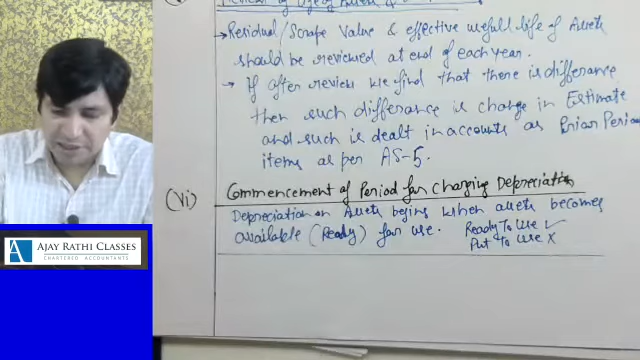 Residual/Scrape Value & effective usefull life of Assets
should be reviewed at end of each year.
→ If after review we find that there is difference
then such difference is change in Estimate
and such is dealt in accounts as Prior Period
items as per AS-5.
(vi) Commencement of Period for Charging Depreciation
Depreciation on Assets begins when assets becomes
available (Ready) for use. Ready To Use ✓
Put To Use X
AJAY RATHI CLASSES
CHARTERED ACCOUNTANTS